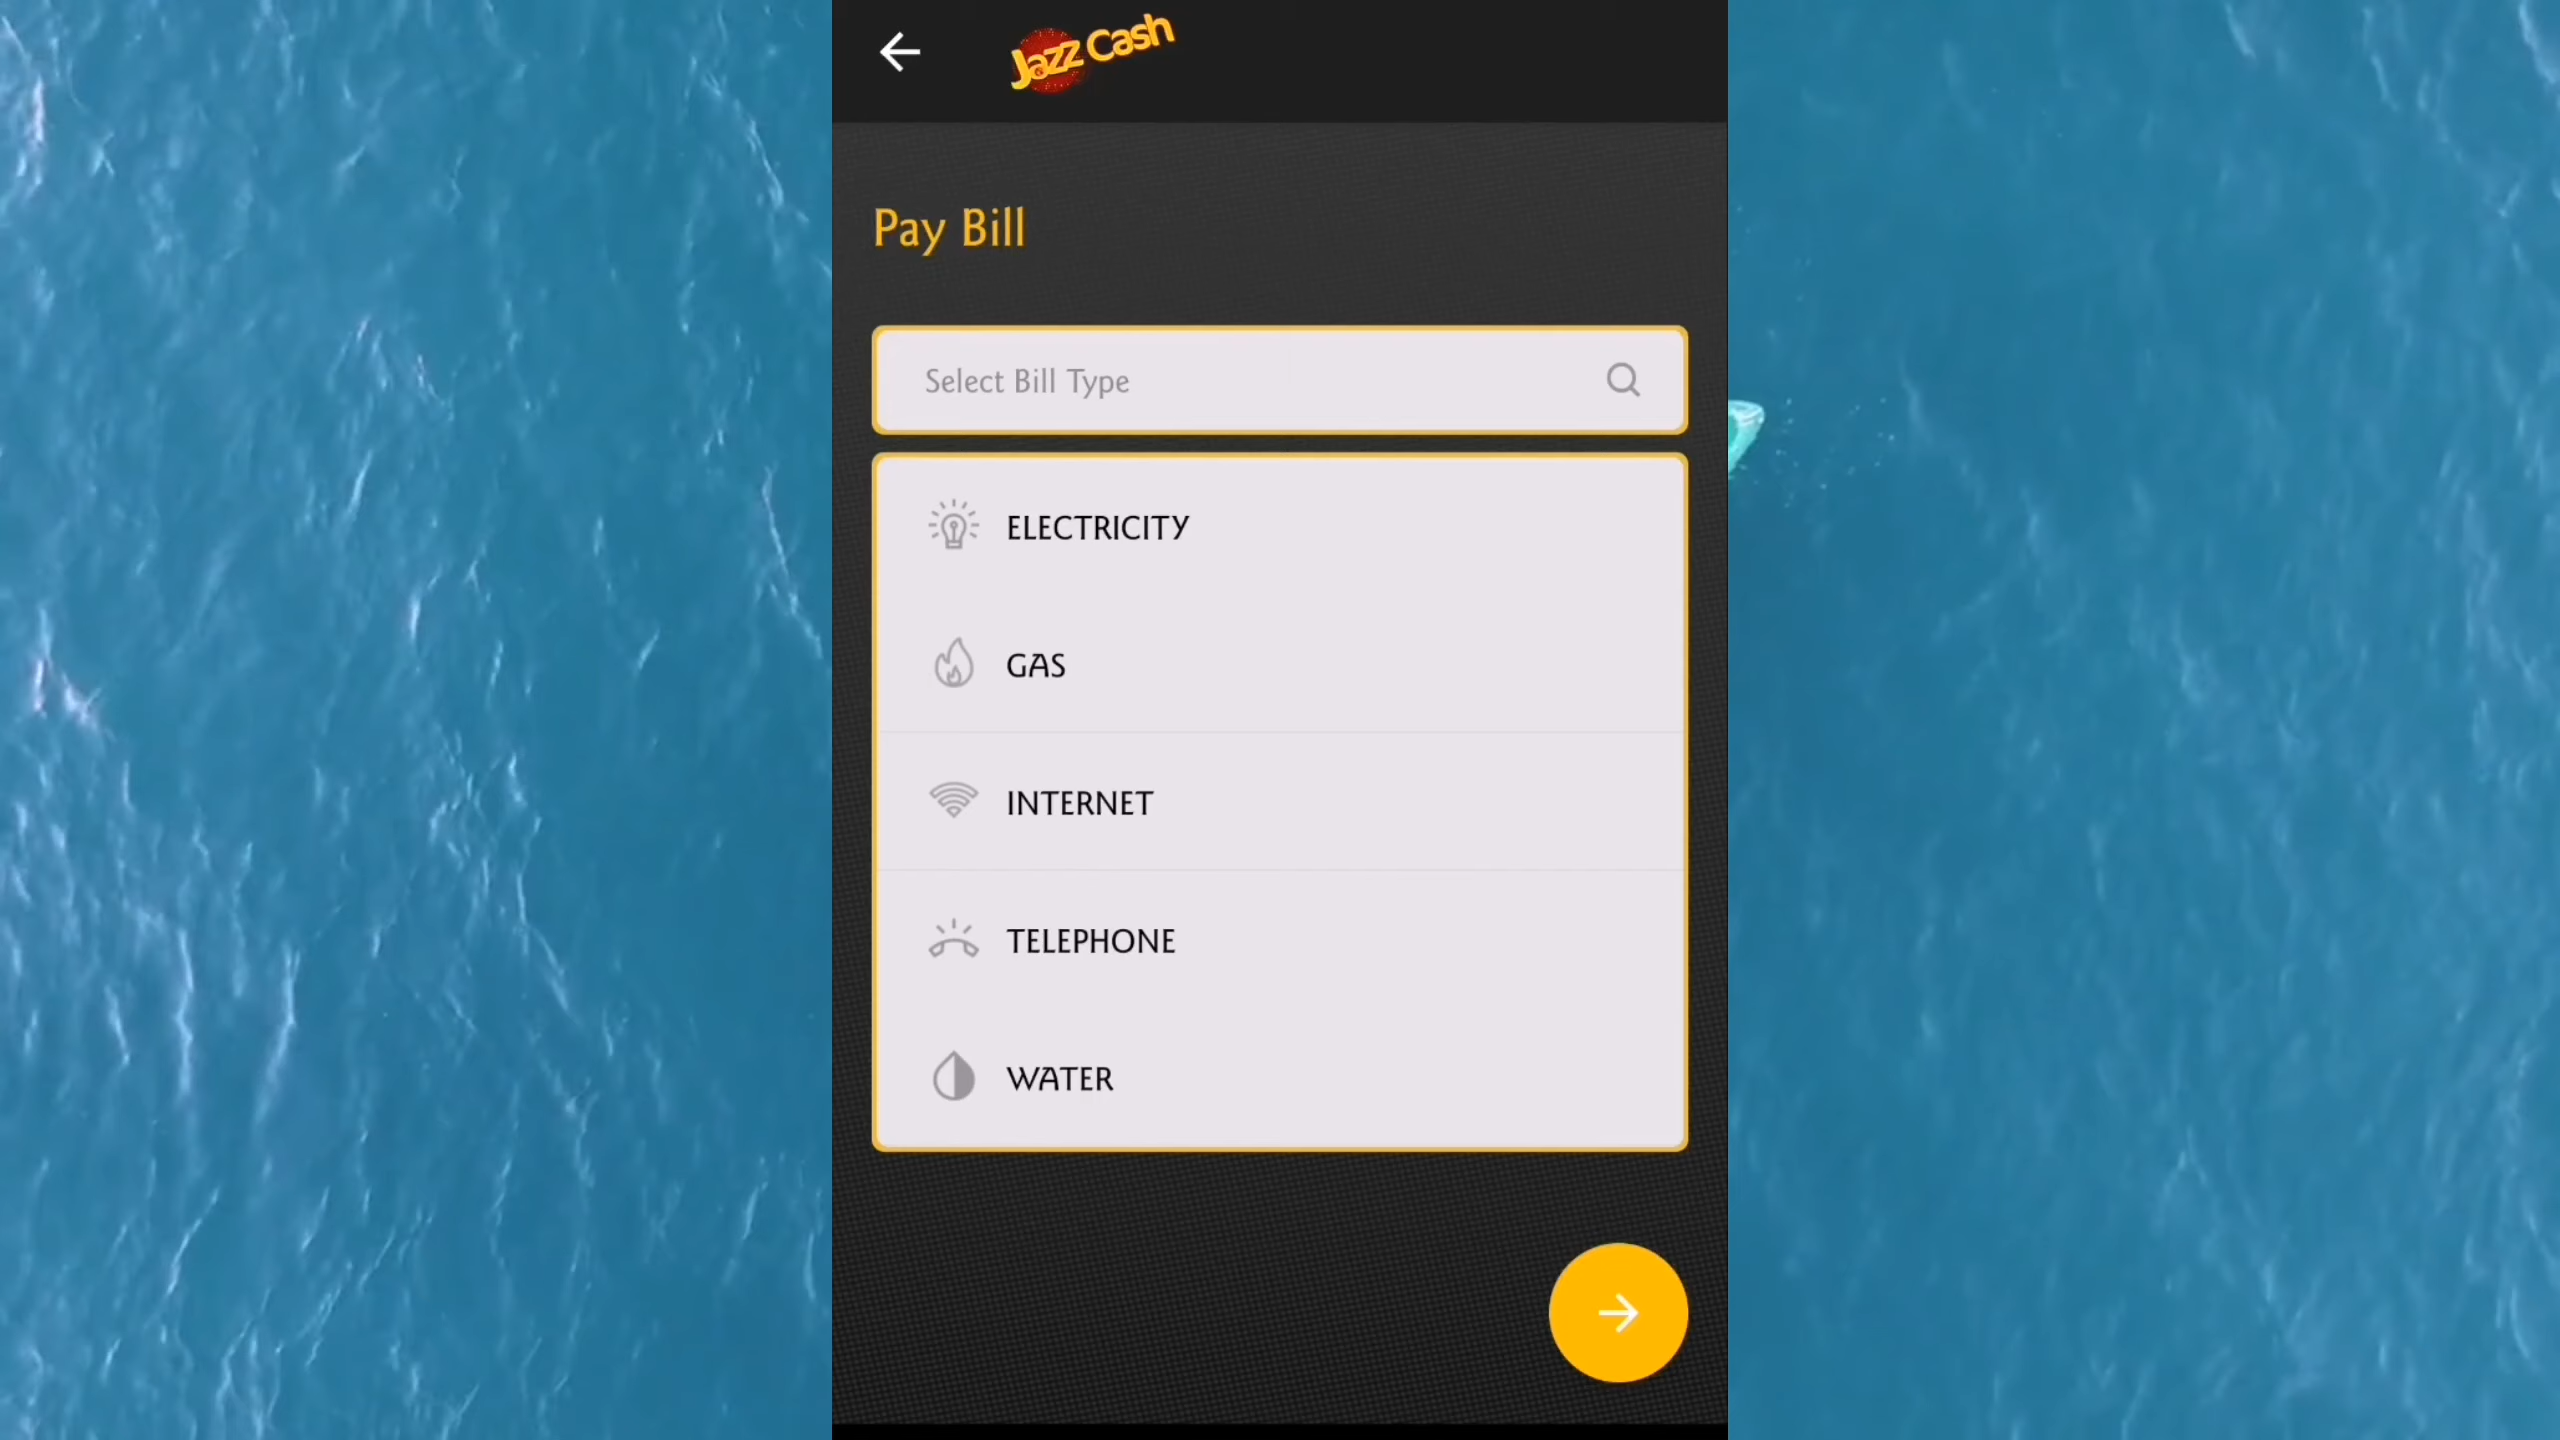 Jazz Cash
Pay Bill
Select Bill Type
ELECTRICITY
GAS
INTERNET
TELEPHONE
WATER